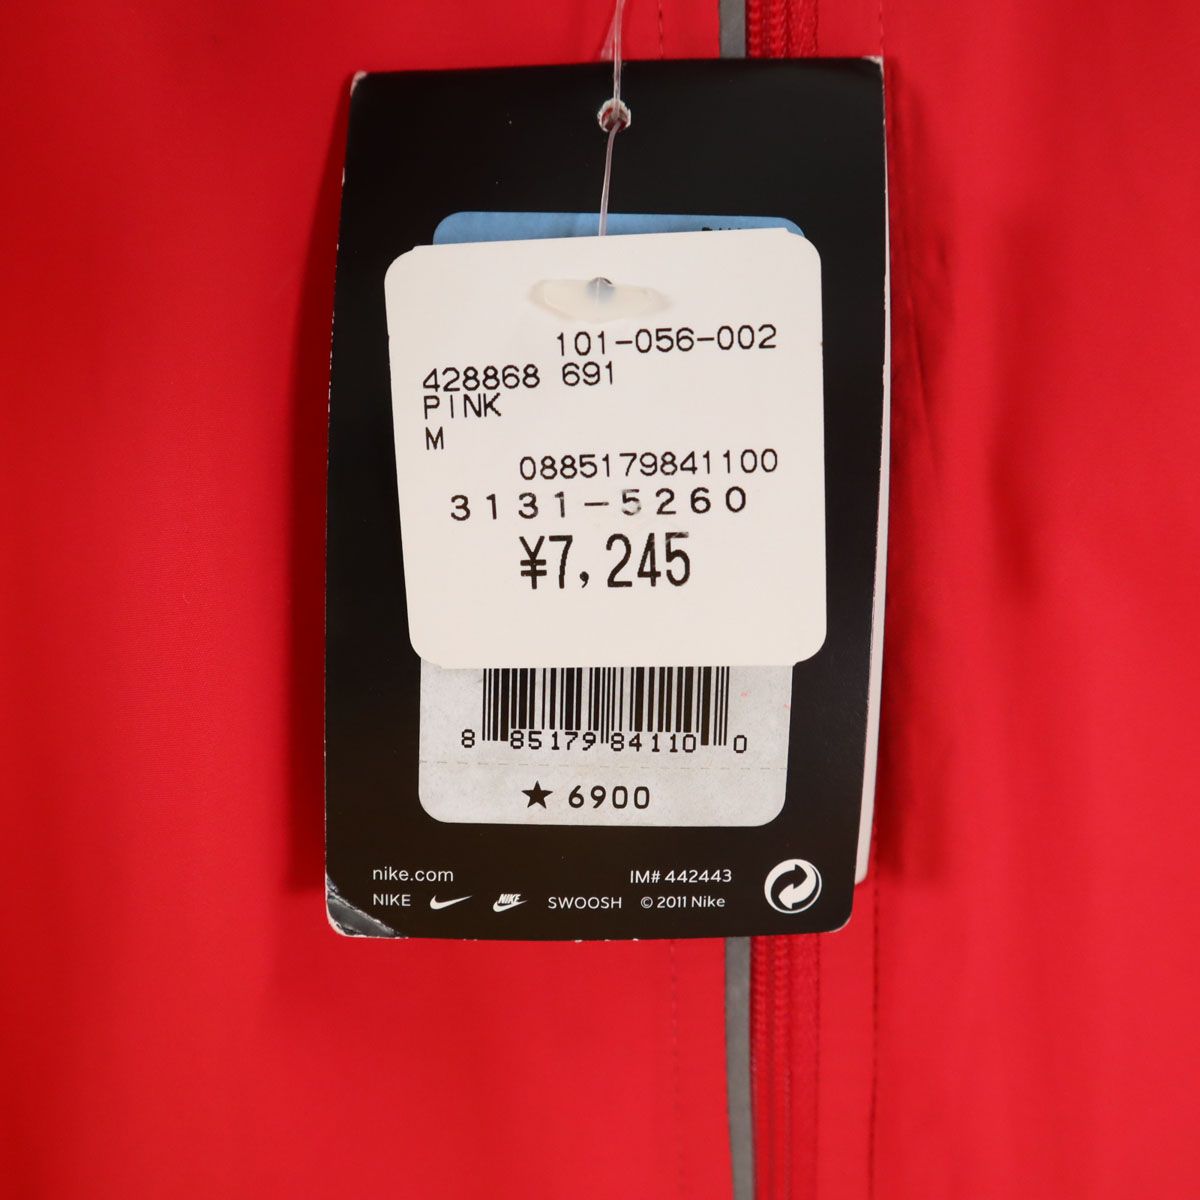 101-056-002
428868 691
PINK
M
0885179841100
3131-5260
¥7,245
8 85179 84110 0
★ 6900
nike.com
IM# 442443
NIKE NIKE SWOOSH © 2011 Nike